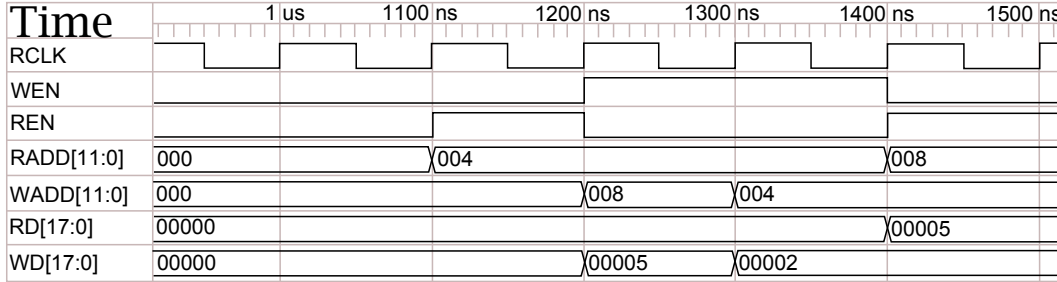 Time 1 us 1100 ns 1200 ns 1300 ns 1400 ns 1500 ns
RCLK
WEN
REN
RADD[11:0] 000 004 008
WADD[11:0] 000 008 004
RD[17:0] 00000 00005
WD[17:0] 00000 00005 00002